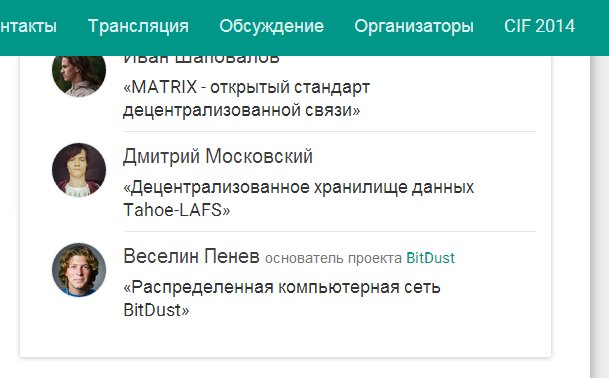 нтакты Трансляция Обсуждение Организаторы CIF 2014
Иван Шаповалов
«MATRIX - открытый стандарт
децентрализованной связи»
Дмитрий Московский
«Децентрализованное хранилище данных
Tahoe-LAFS»
Веселин Пенев основатель проекта BitDust
«Распределенная компьютерная сеть
BitDust»